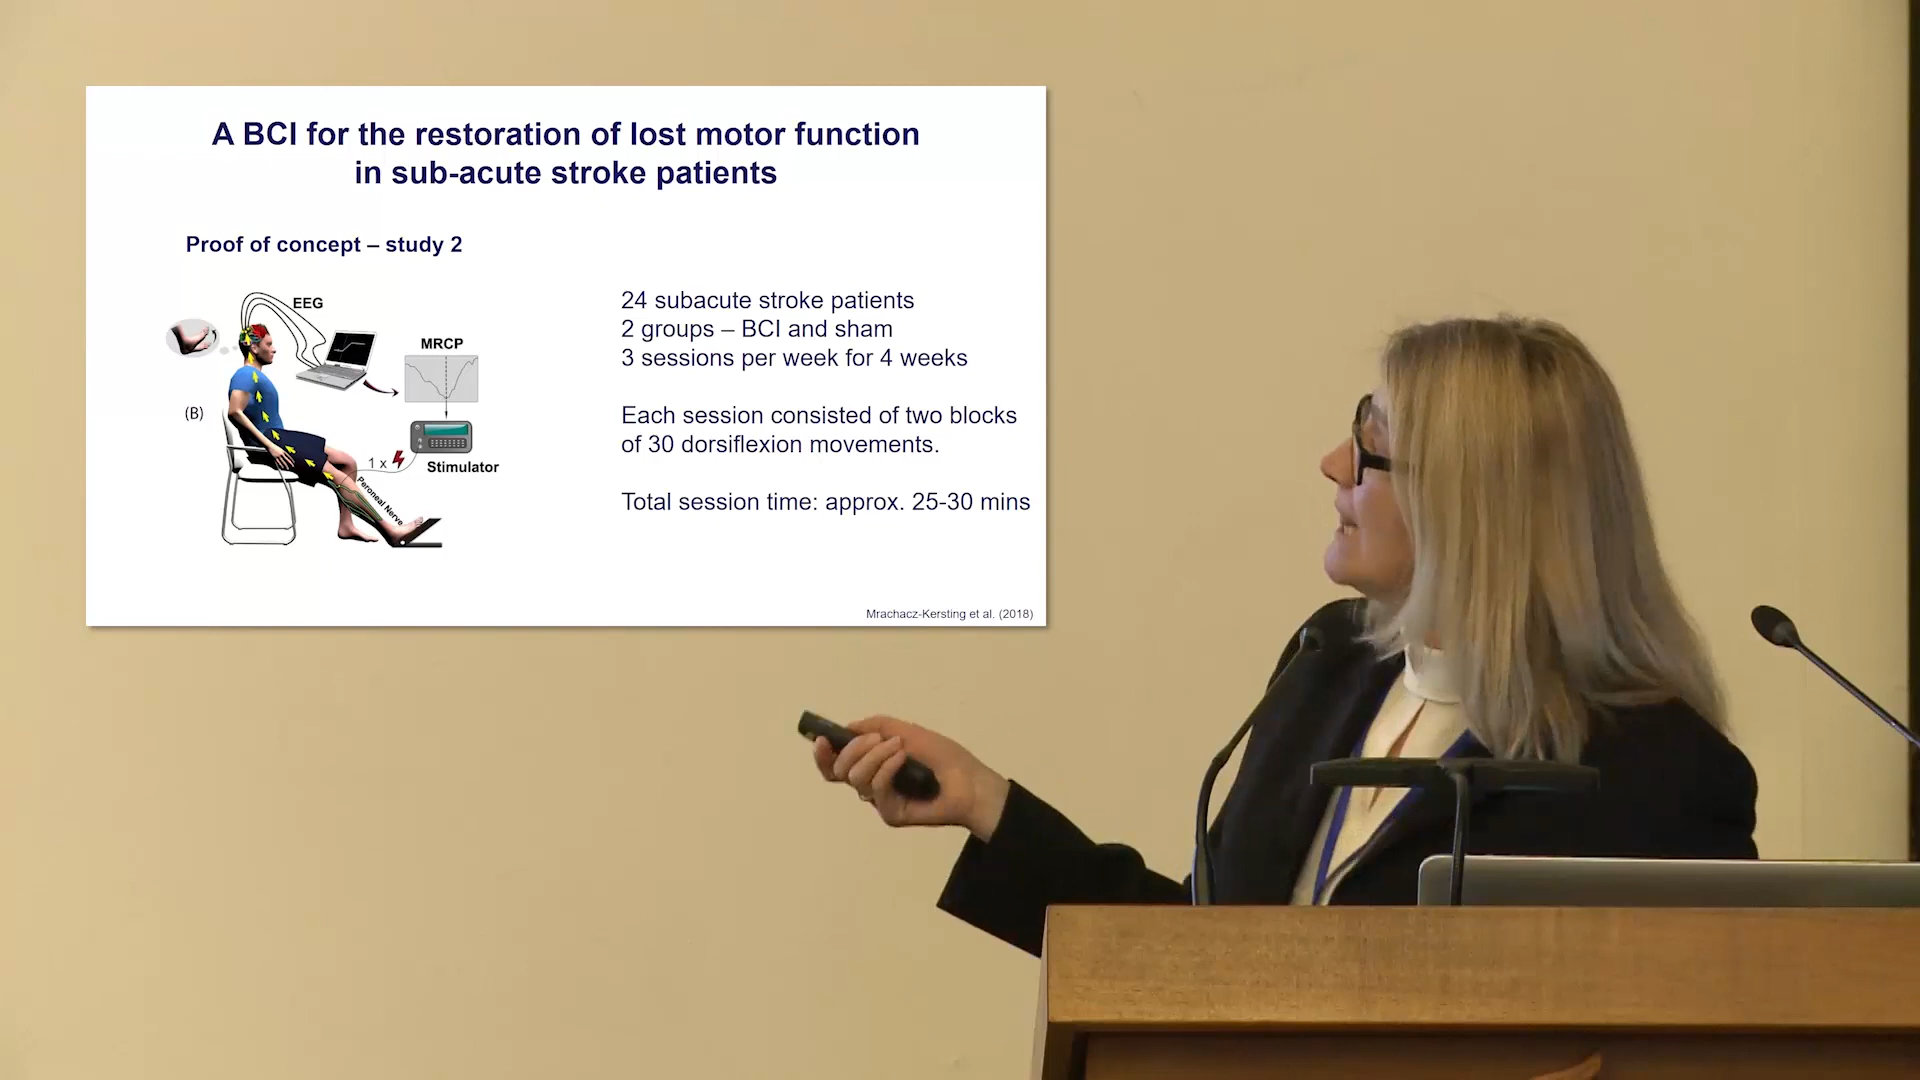 A BCI for the restoration of lost motor function
in sub-acute stroke patients
Proof of concept – study 2
EEG
MRCP
(B)
1 x
Stimulator
Peroneal Nerve
24 subacute stroke patients
2 groups – BCI and sham
3 sessions per week for 4 weeks
Each session consisted of two blocks
of 30 dorsiflexion movements.
Total session time: approx. 25-30 mins
Mrachacz-Kersting et al. (2018)